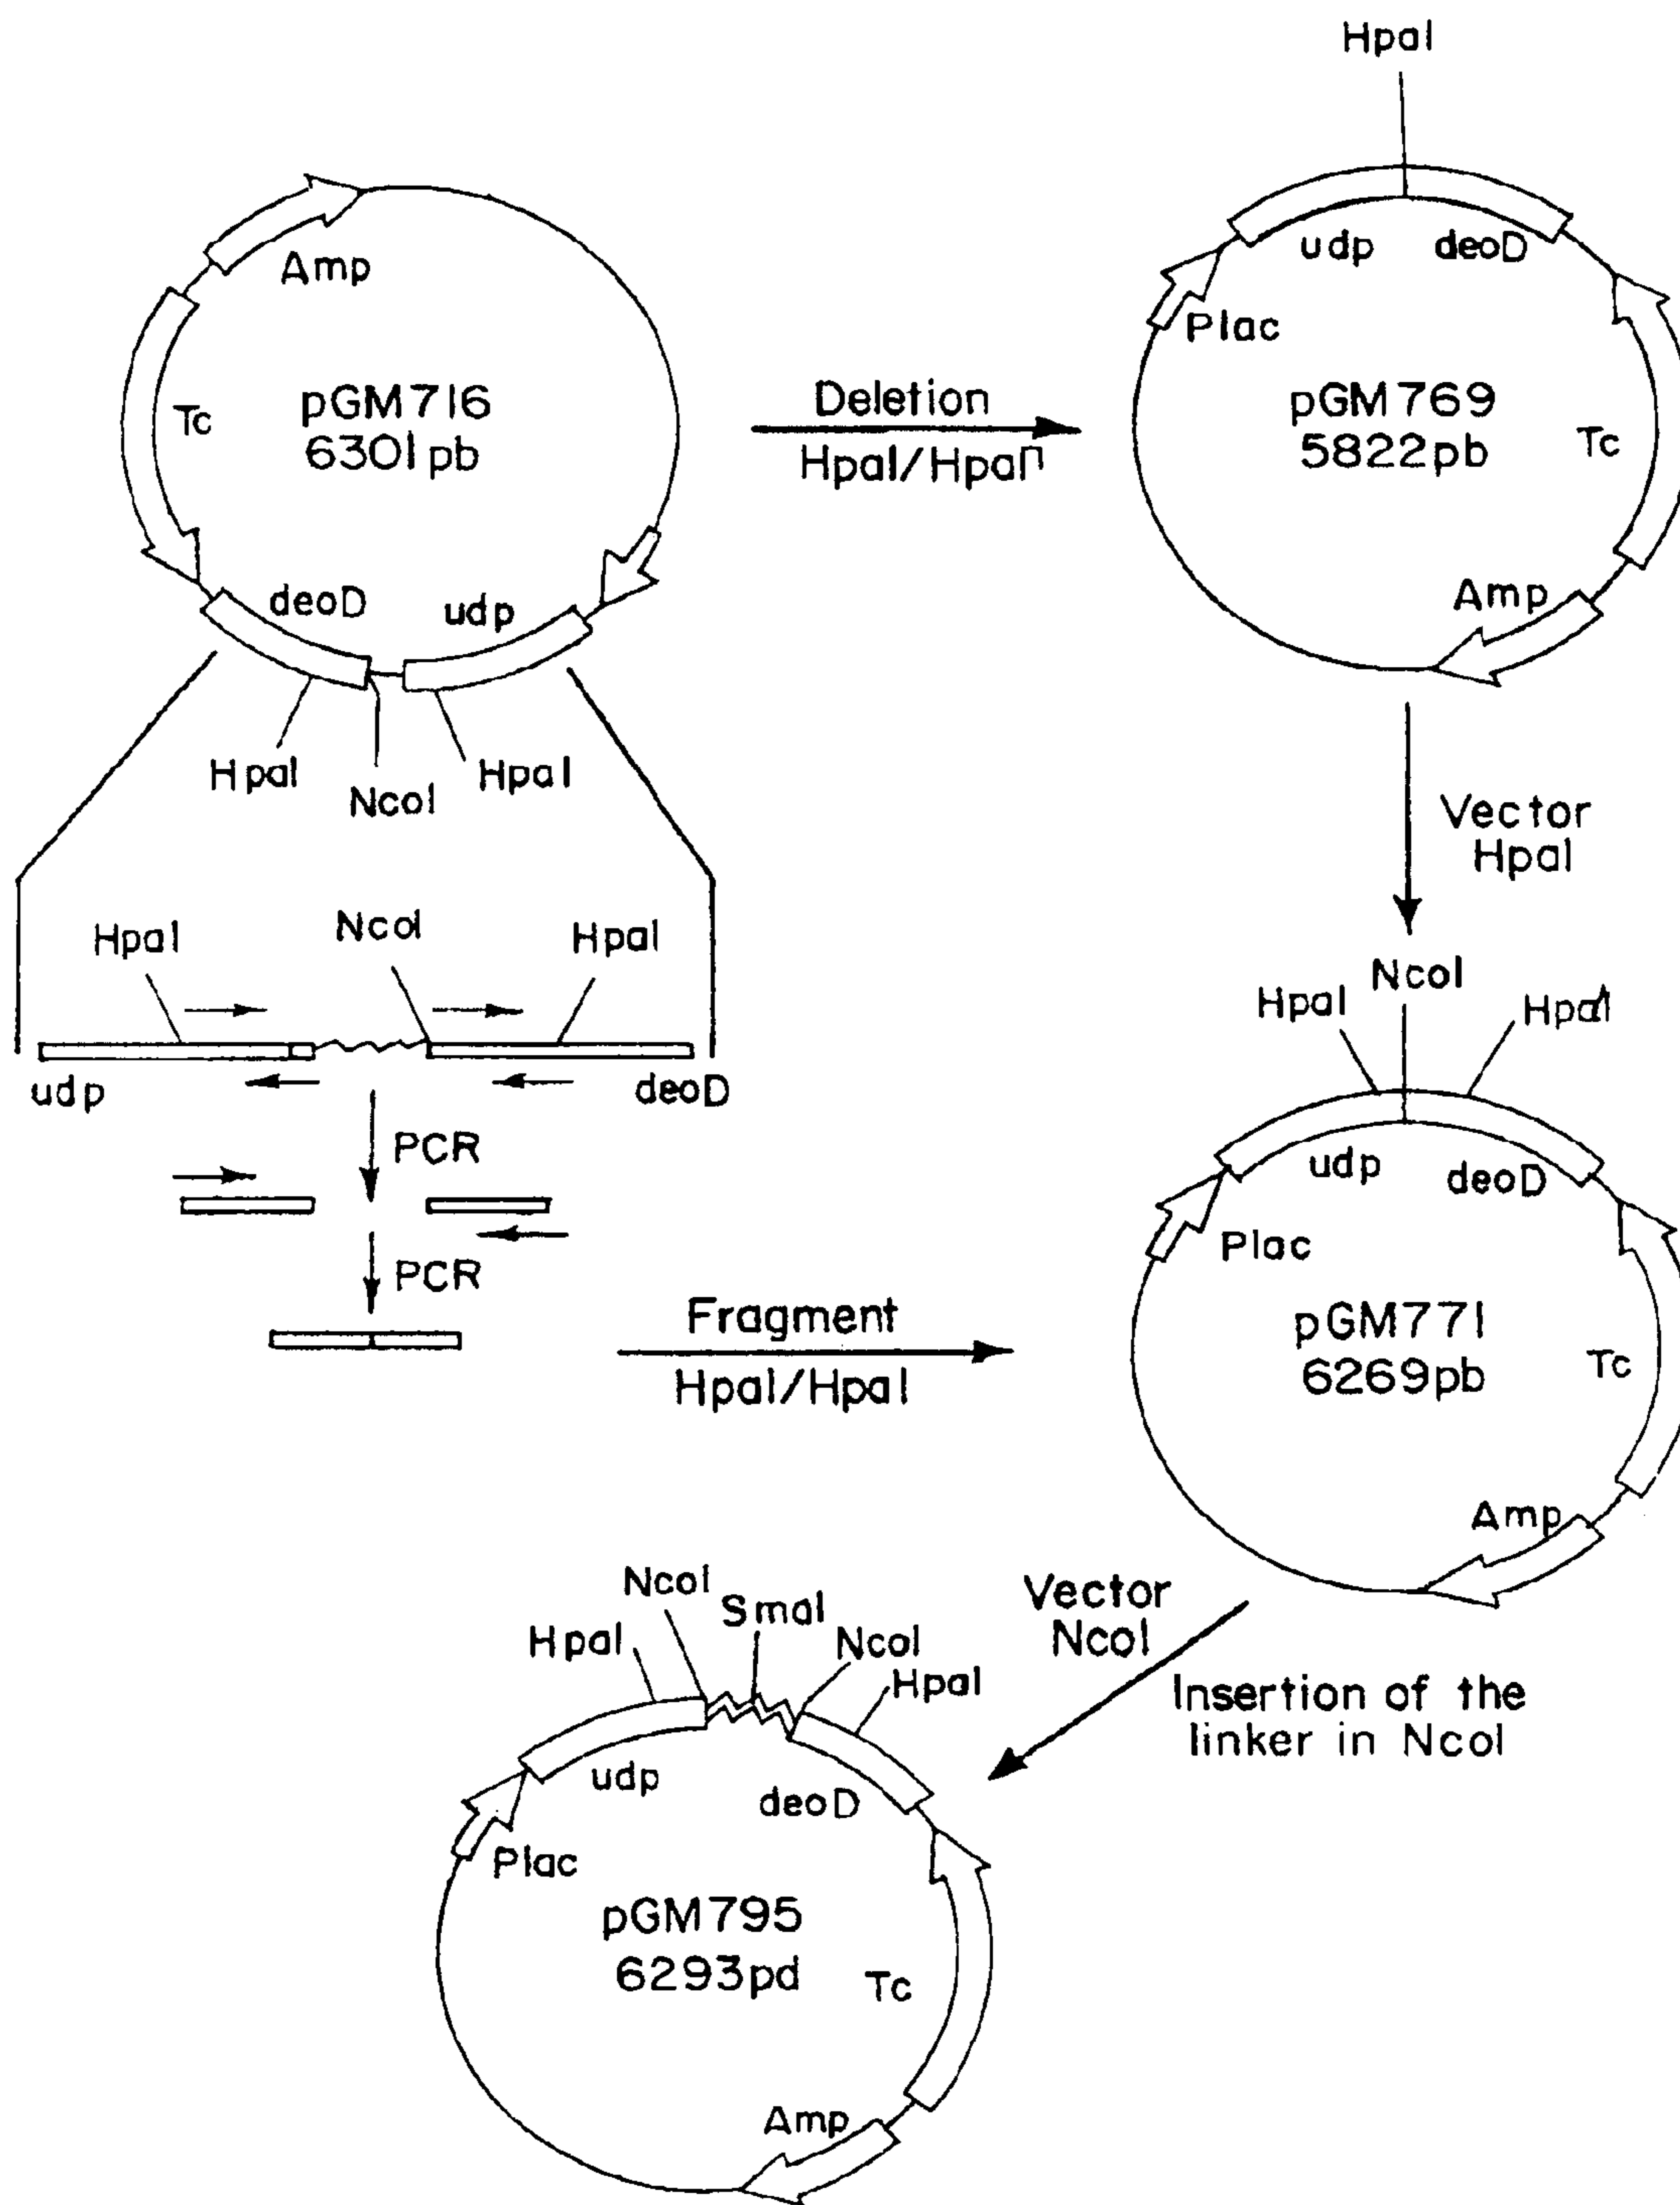 HpaI
Amp
Tc
pGM716
6301pb
deoD
udp
HpaI
NcoI
HpaI
Deletion
HpaI/HpaI
udp
deoD
Plac
pGM769
5822pb
Tc
Amp
Vector
HpaI
HpaI
NcoI
HpaI
udp
deoD
PCR
PCR
Fragment
HpaI/HpaI
HpaI
NcoI
HpaI
udp
deoD
Plac
pGM771
6269pb
Tc
Amp
Vector
NcoI
Insertion of the
linker in NcoI
HpaI
NcoI
SmaI
NcoI
HpaI
udp
deoD
Plac
pGM795
6293pd
Tc
Amp